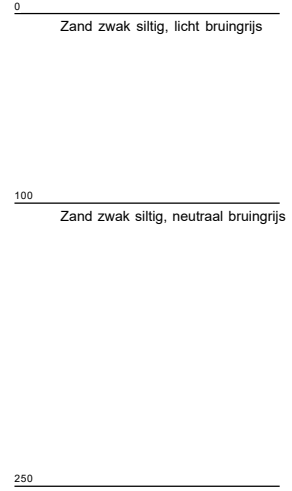 0
Zand zwak siltig, licht bruingrijs
100
Zand zwak siltig, neutraal bruingrijs
250